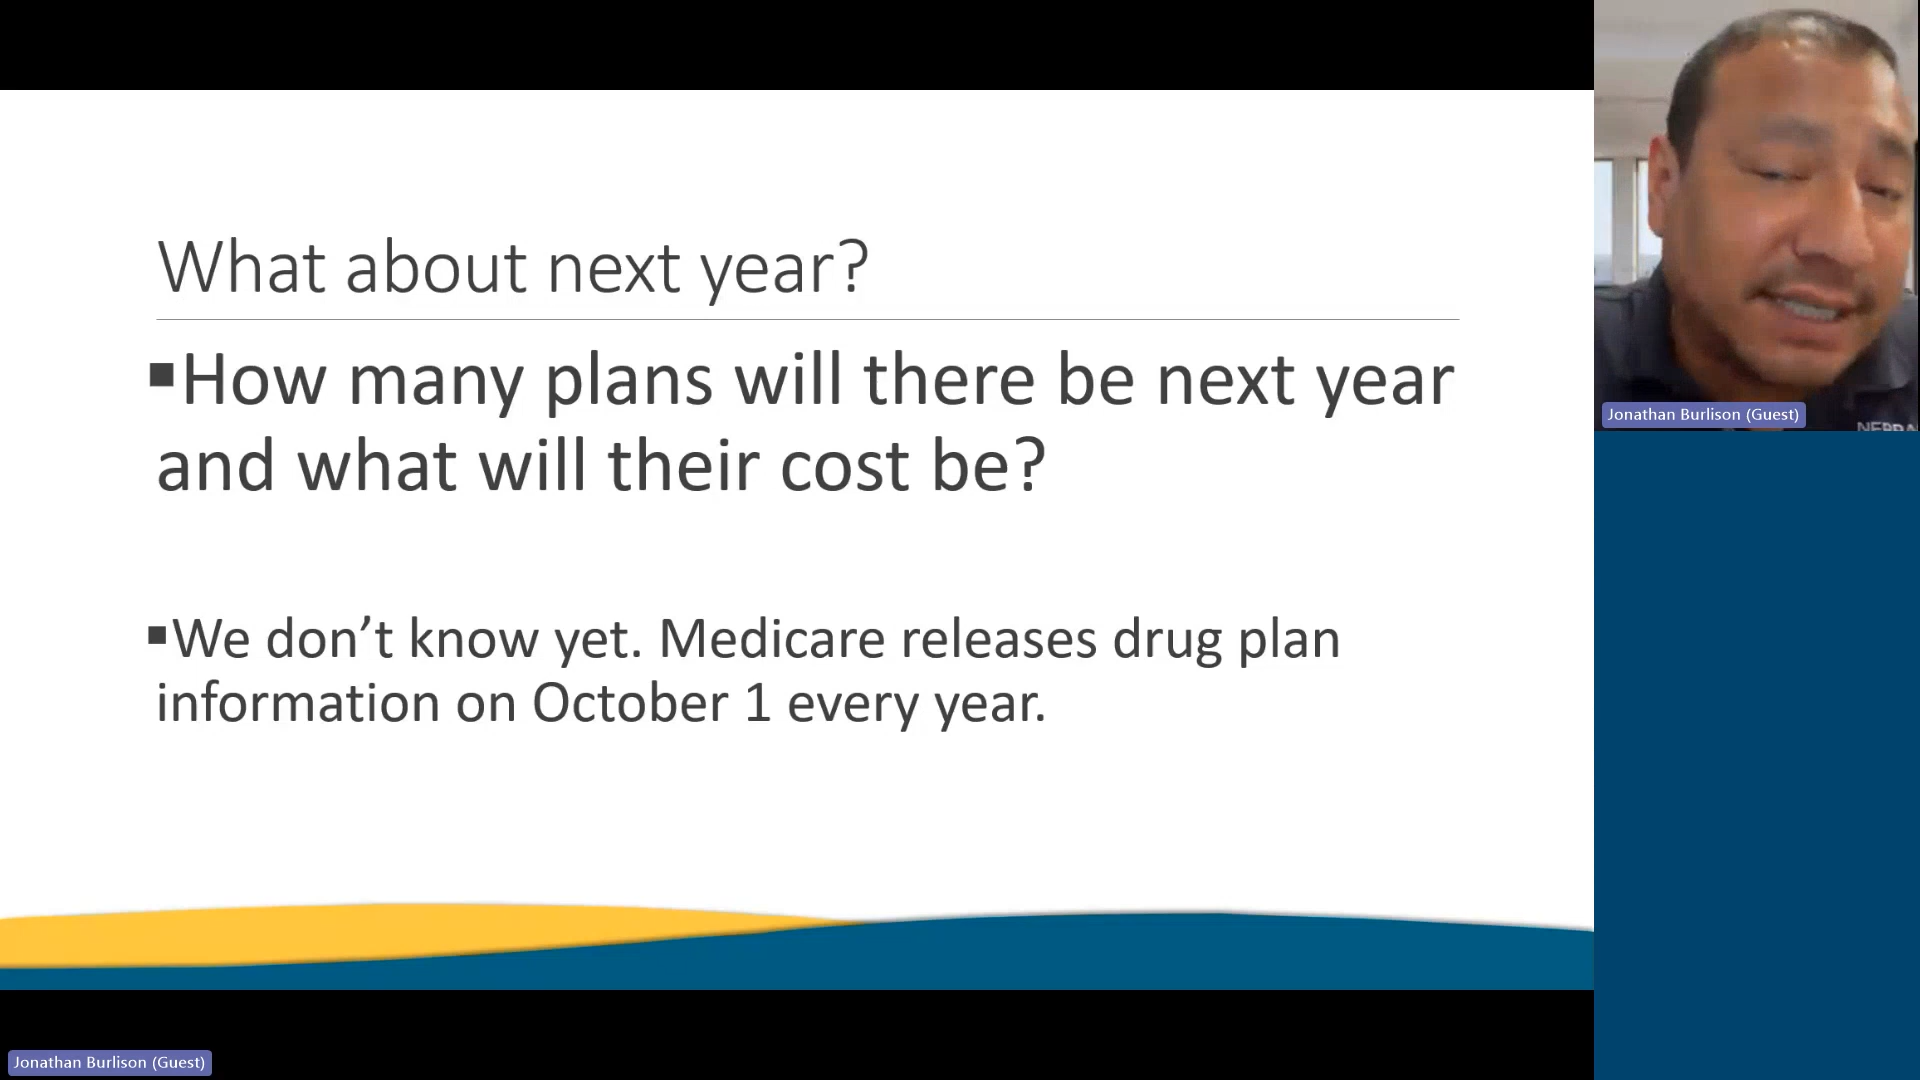 What about next year?
▪How many plans will there be next year
and what will their cost be?
▪We don’t know yet. Medicare releases drug plan
information on October 1 every year.
Jonathan Burlison (Guest)
Jonathan Burlison (Guest)